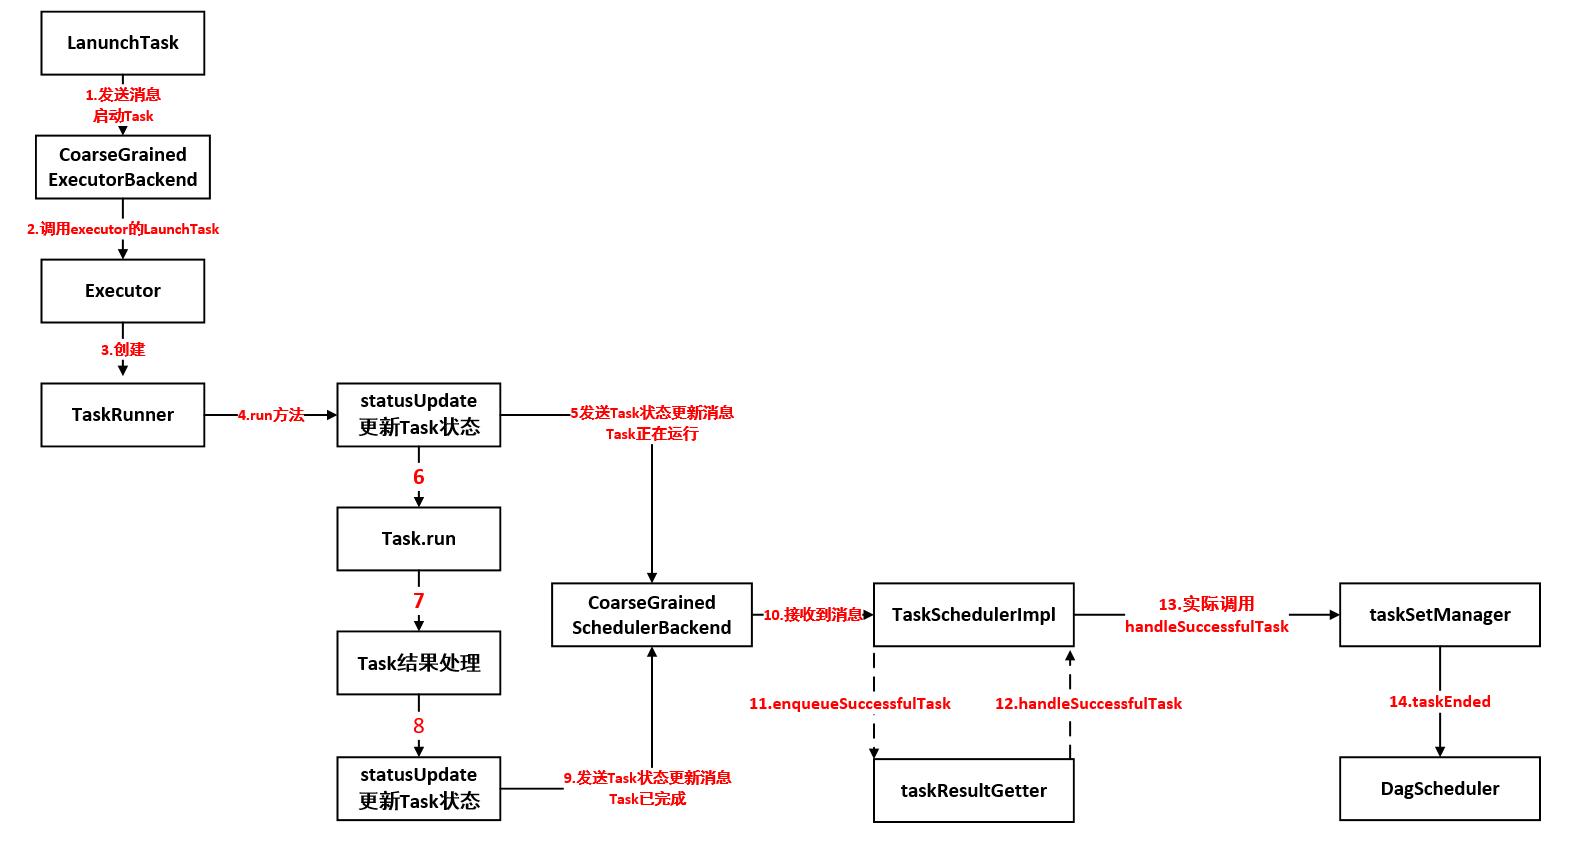 LanunchTask
1.发送消息
启动Task
CoarseGrained
ExecutorBackend
2.调用executor的LaunchTask
Executor
3.创建
TaskRunner
4.run方法
statusUpdate
更新Task状态
5发送Task状态更新消息
Task正在运行
6
Task.run
7
Task结果处理
8
statusUpdate
更新Task状态
9.发送Task状态更新消息
Task已完成
CoarseGrained
SchedulerBackend
10.接收到消息
TaskSchedulerImpl
11.enqueueSuccessfulTask
12.handleSuccessfulTask
taskResultGetter
13.实际调用
handleSuccessfulTask
taskSetManager
14.taskEnded
DagScheduler